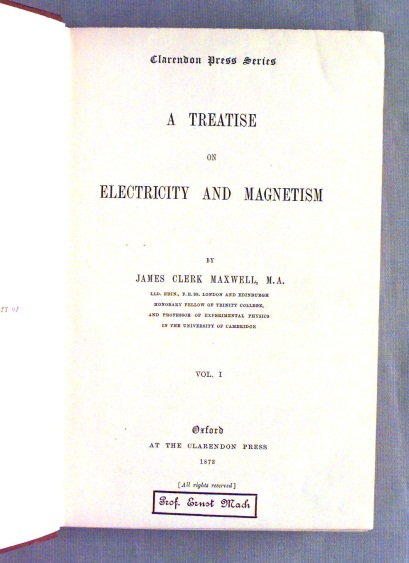 Clarendon Press Series
A TREATISE
ON
ELECTRICITY AND MAGNETISM
BY
JAMES CLERK MAXWELL, M.A.
LLD. EDIN., F.R.SS. LONDON AND EDINBURGH
HONORARY FELLOW OF TRINITY COLLEGE,
AND PROFESSOR OF EXPERIMENTAL PHYSICS
IN THE UNIVERSITY OF CAMBRIDGE
VOL. I
Oxford
AT THE CLARENDON PRESS
1873
[All rights reserved]
Prof. Ernst Mach